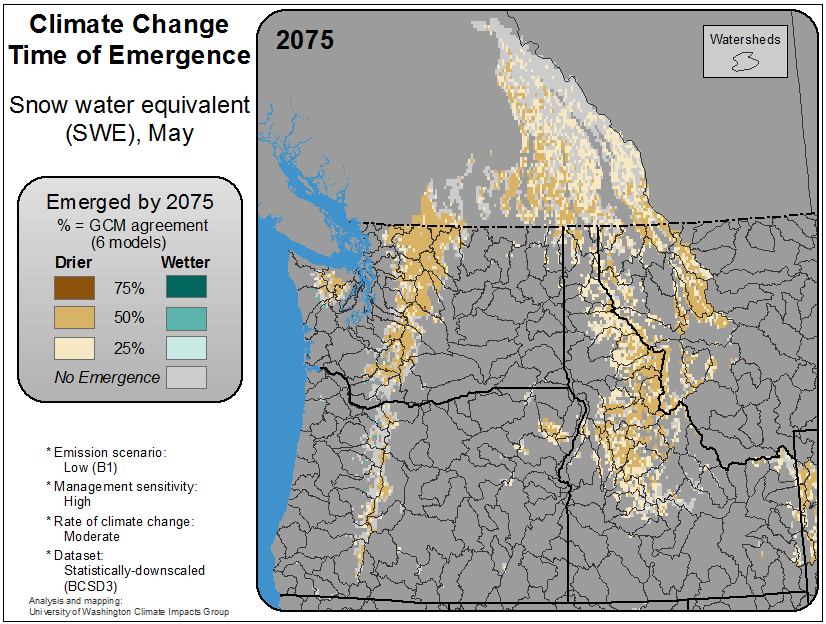 Climate Change
Time of Emergence
Snow water equivalent
(SWE), May
Emerged by 2075
% = GCM agreement
(6 models)
Drier Wetter
75%
50%
25%
No Emergence
* Emission scenario:
Low (B1)
* Management sensitivity:
High
* Rate of climate change:
Moderate
* Dataset:
Statistically-downscaled
(BCSD3)
Analysis and mapping:
University of Washington Climate Impacts Group
2075
Watersheds